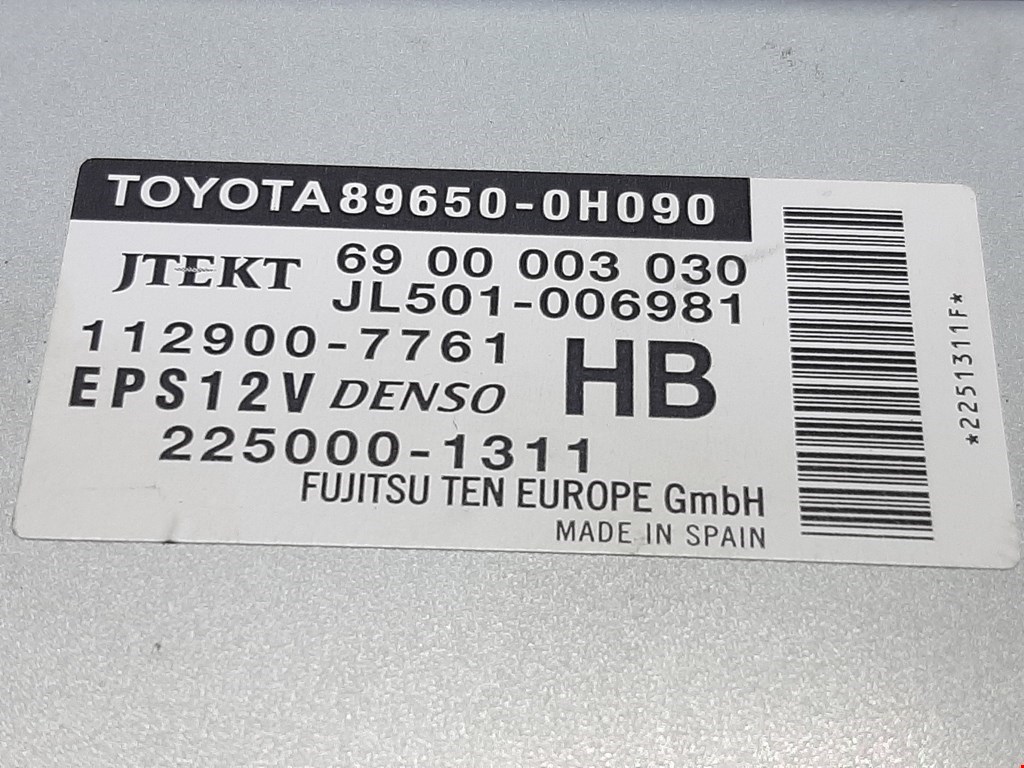 TOYOTA 89650-0H090
JTEKT 69 00 003 030
JL501-006981
112900-7761
HB
EPS12V DENSO
225000-1311
FUJITSU TEN EUROPE GmbH
MADE IN SPAIN
*2251311F*